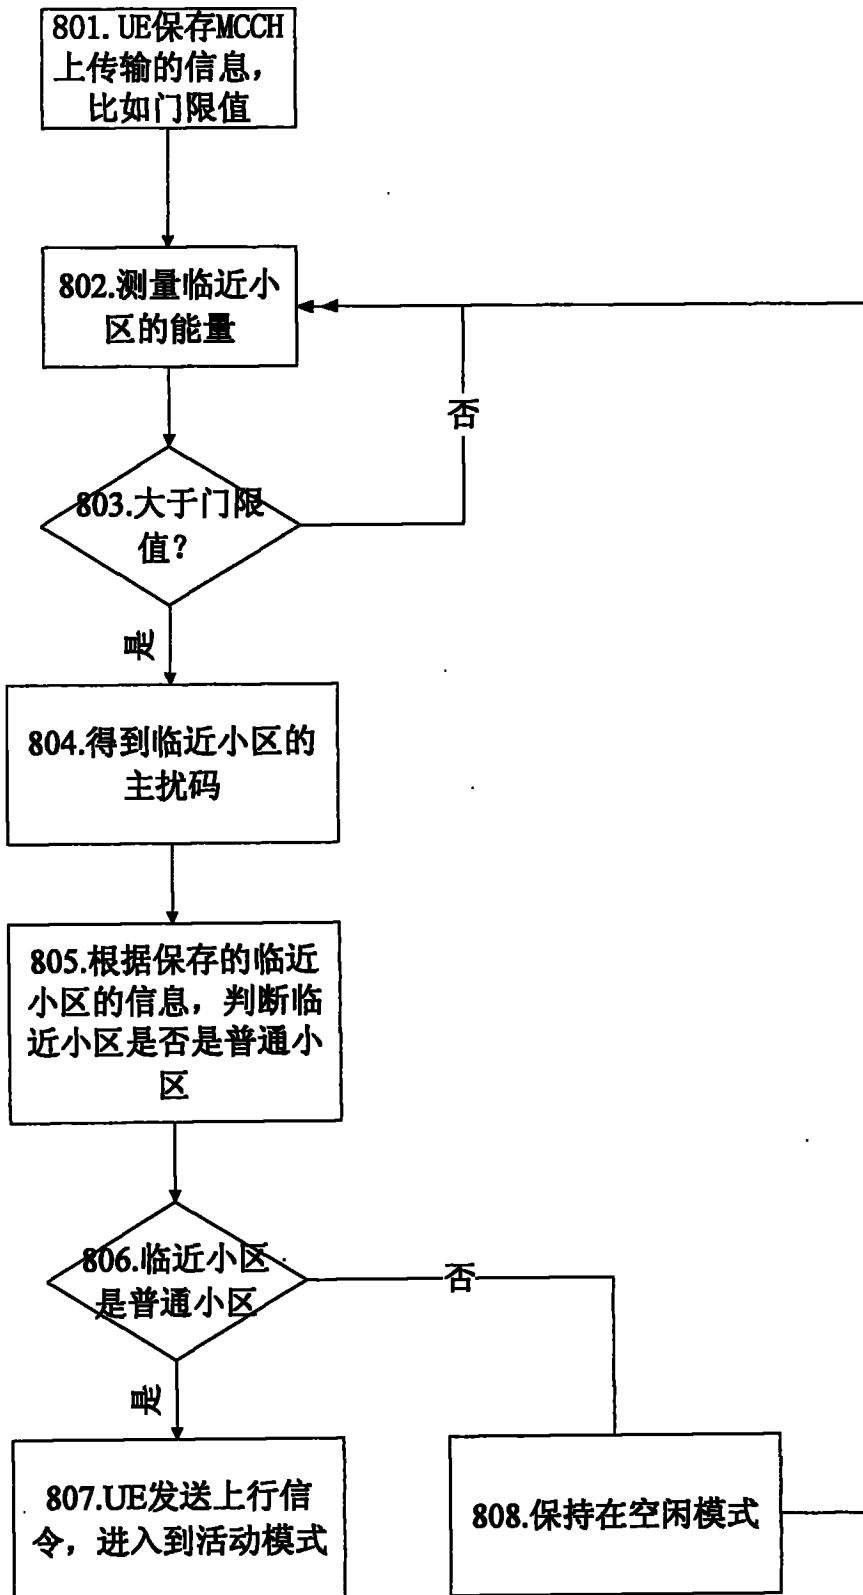 801.UE保存MCCH
上传输的信息，
比如门限值
802.测量临近小
区的能量
否
803.大于门限
值？
是
804.得到临近小区的
主扰码
805.根据保存的临近
小区的信息，判断临
近小区是否是普通小
区
806.临近小区
是普通小区
否
是
807.UE发送上行信
令，进入到活动模式
808.保持在空闲模式